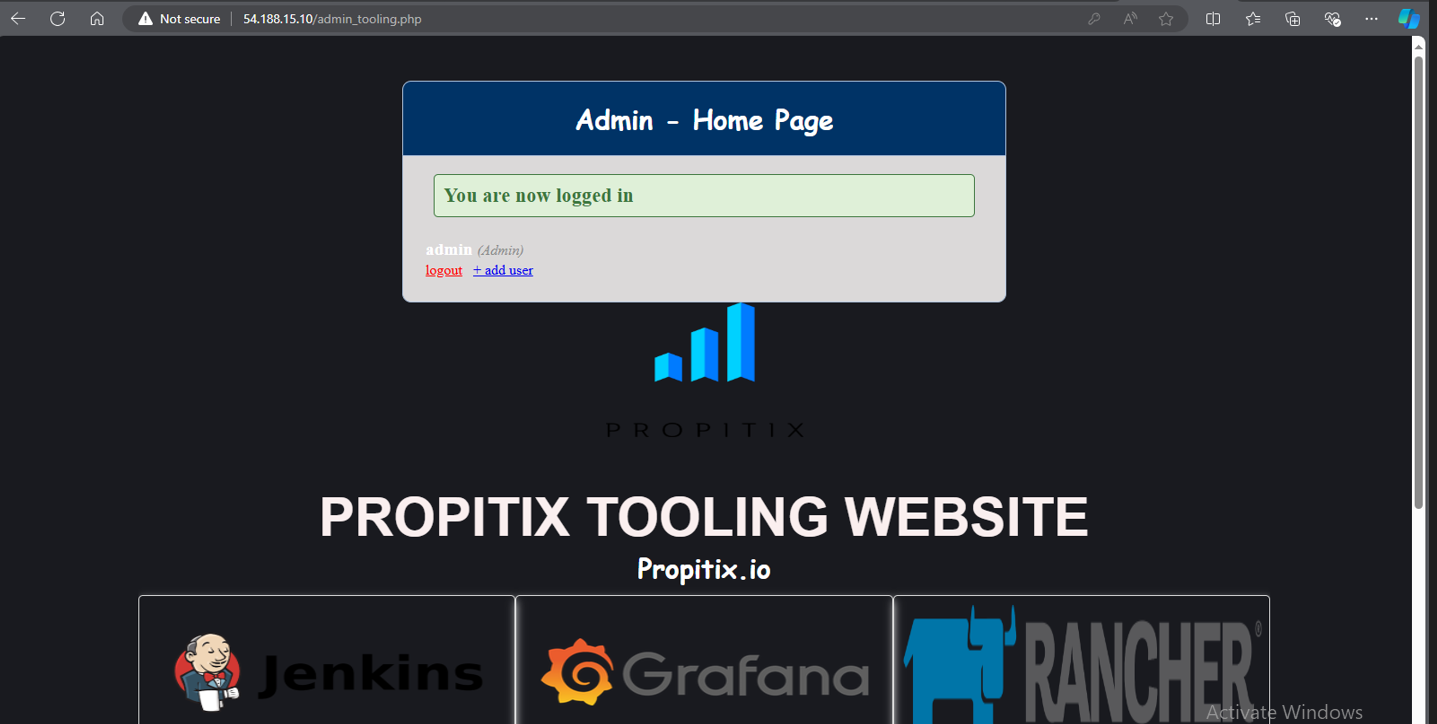 Not secure 54.188.15.10/admin_tooling.php
Admin - Home Page
You are now logged in
admin (Admin)
logout + add user
PROPITIX
PROPITIX TOOLING WEBSITE
Propitix.io
Jenkins Grafana RANCHER®
Activate Windows